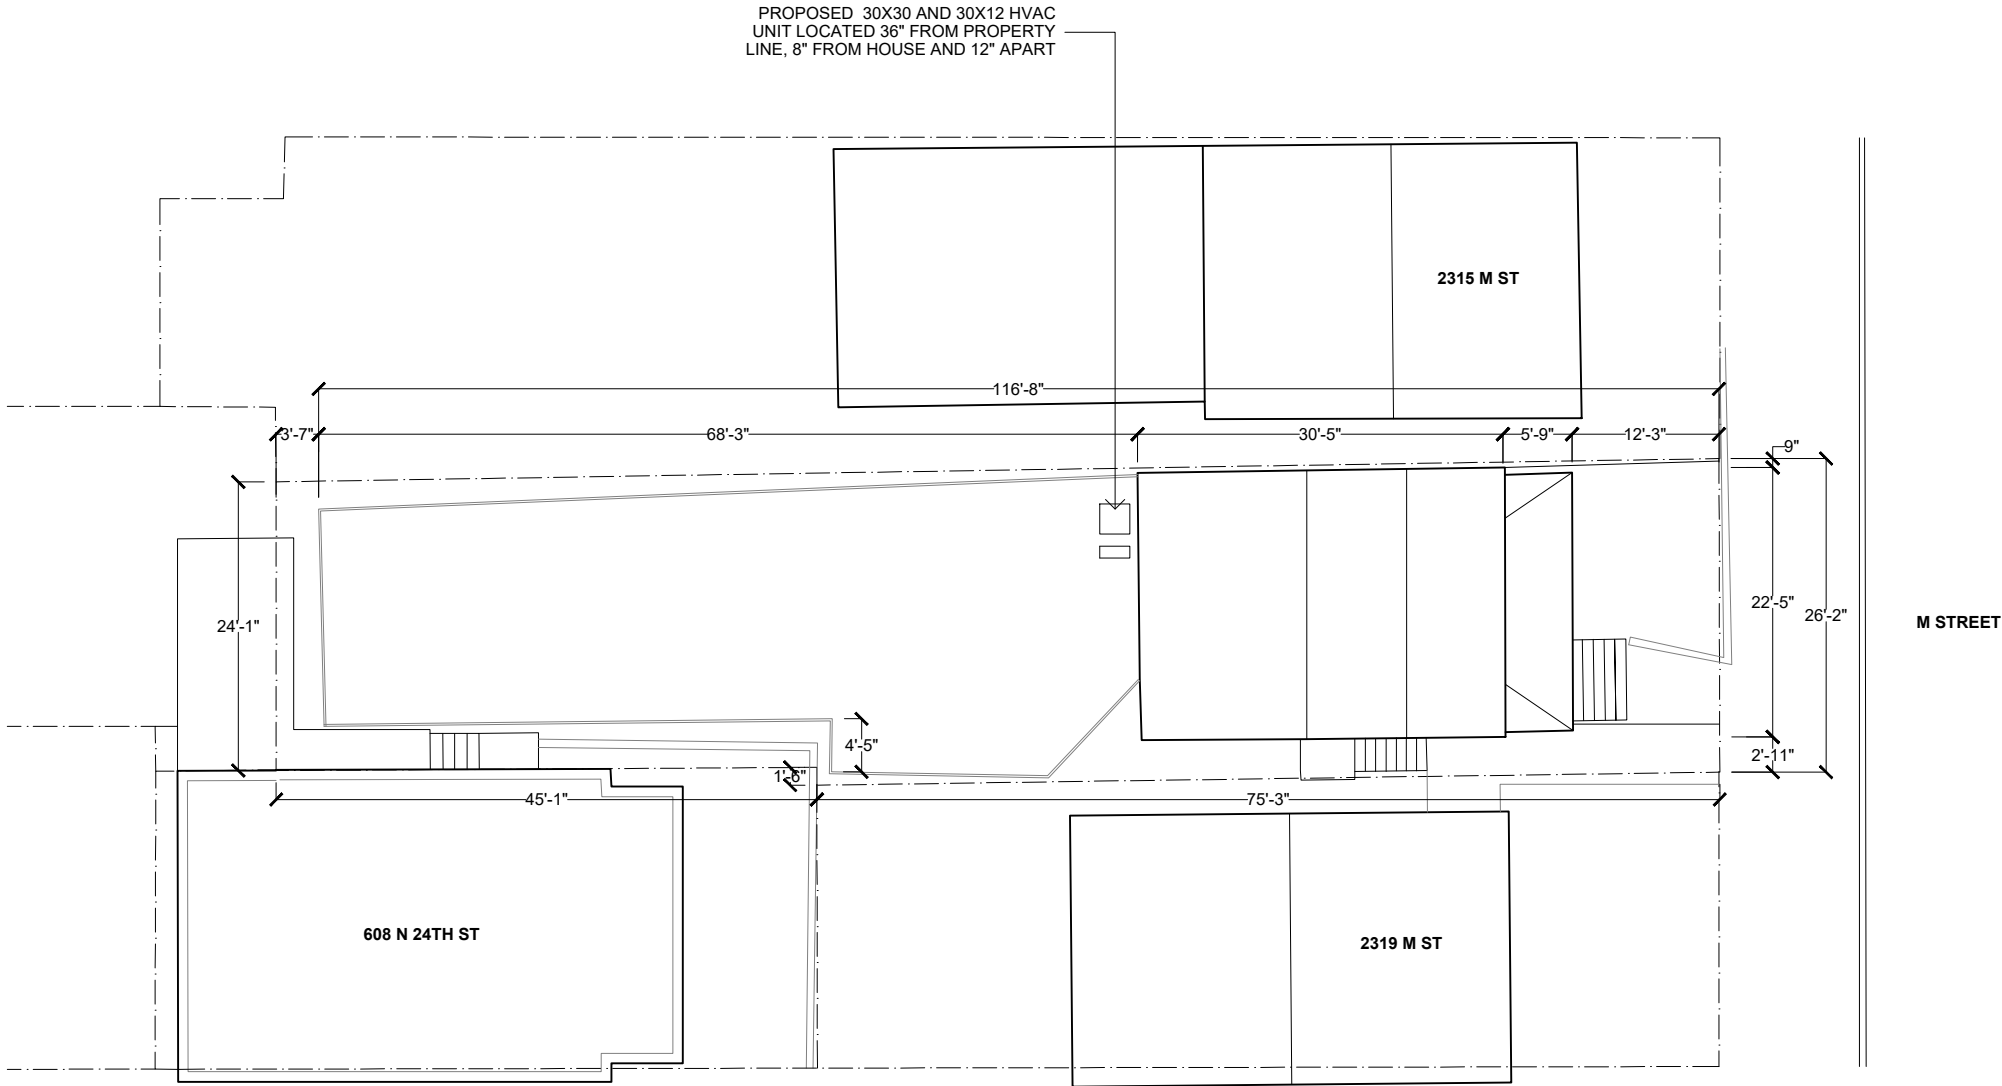 PROPOSED  30X30 AND 30X12 HVAC
UNIT LOCATED 36" FROM PROPERTY
LINE, 8" FROM HOUSE AND 12" APART
2315 M ST
116'-8"
3'-7"
68'-3"
30'-5"
5'-9"
12'-3"
9"
24'-1"
22'-5"
26'-2"
M STREET
4'-5"
2'-11"
1'-6"
45'-1"
75'-3"
608 N 24TH ST
2319 M ST